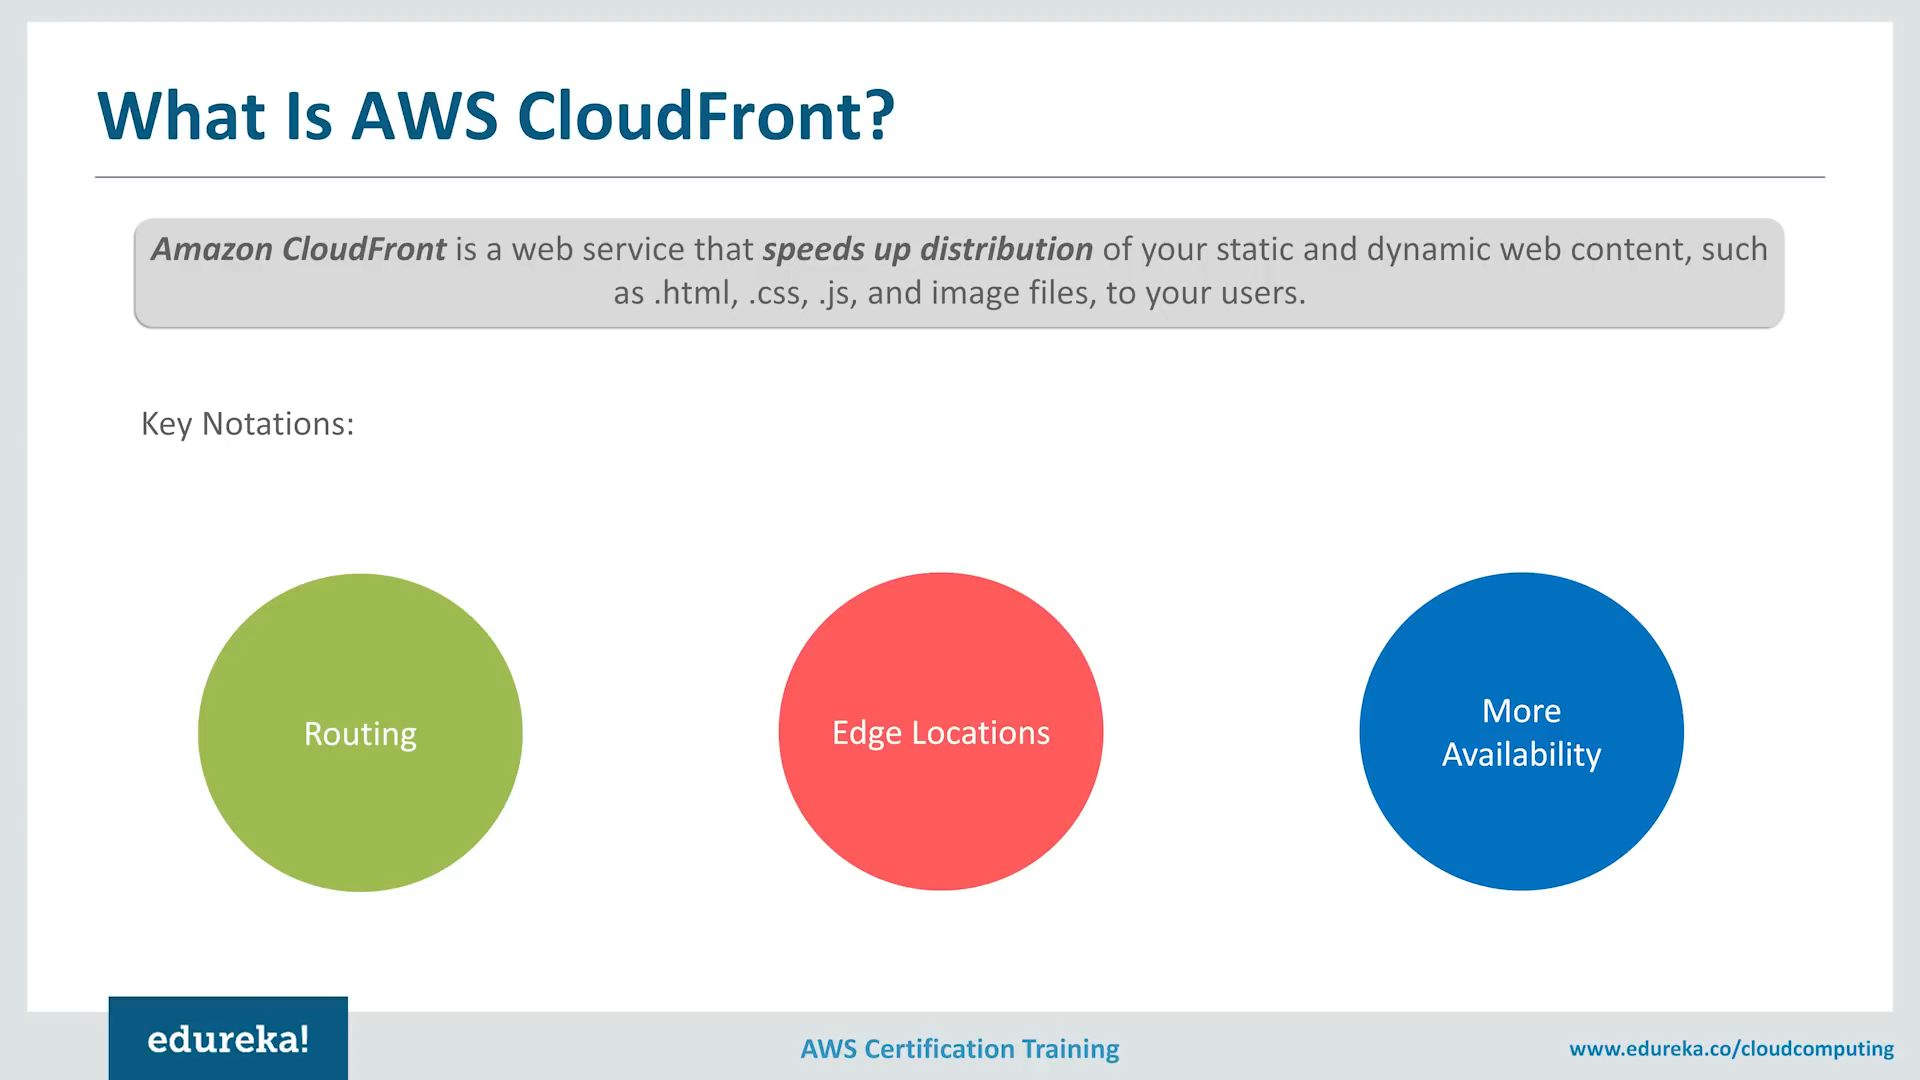 What Is AWS CloudFront?
Amazon CloudFront is a web service that speeds up distribution of your static and dynamic web content, such
as .html, .css, .js, and image files, to your users.
Key Notations:
Routing
Edge Locations
More
Availability
edureka!
AWS Certification Training
www.edureka.co/cloudcomputing